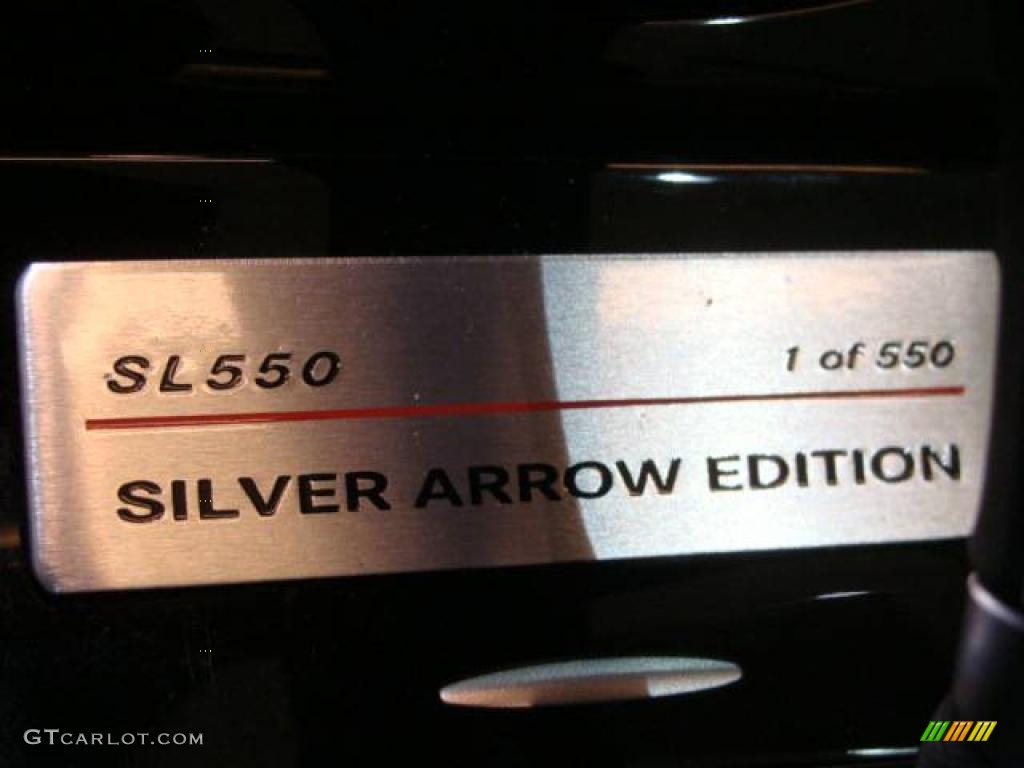 SL550
1 of 550
SILVER ARROW EDITION
GTCARLOT.COM